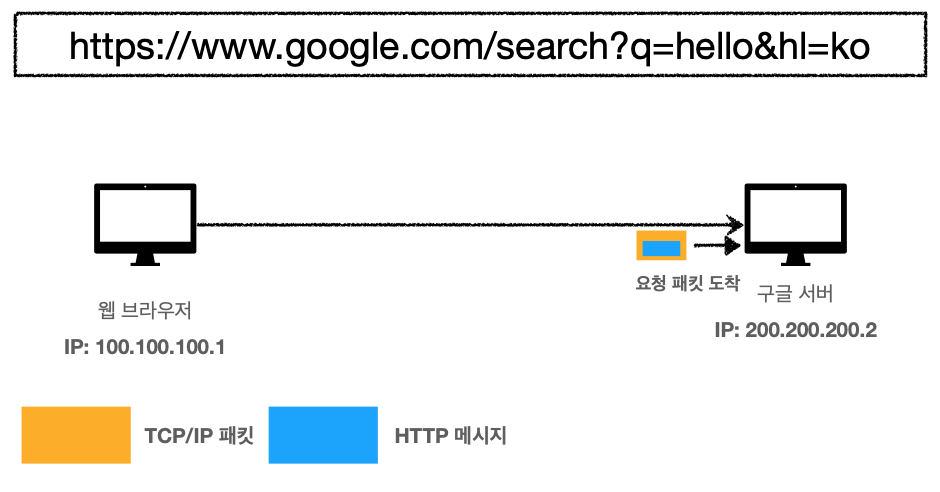 https://www.google.com/search?q=hello&hl=ko
요청 패킷 도착
웹 브라우저
구글 서버
IP: 100.100.100.1
IP: 200.200.200.2
TCP/IP 패킷
HTTP 메시지